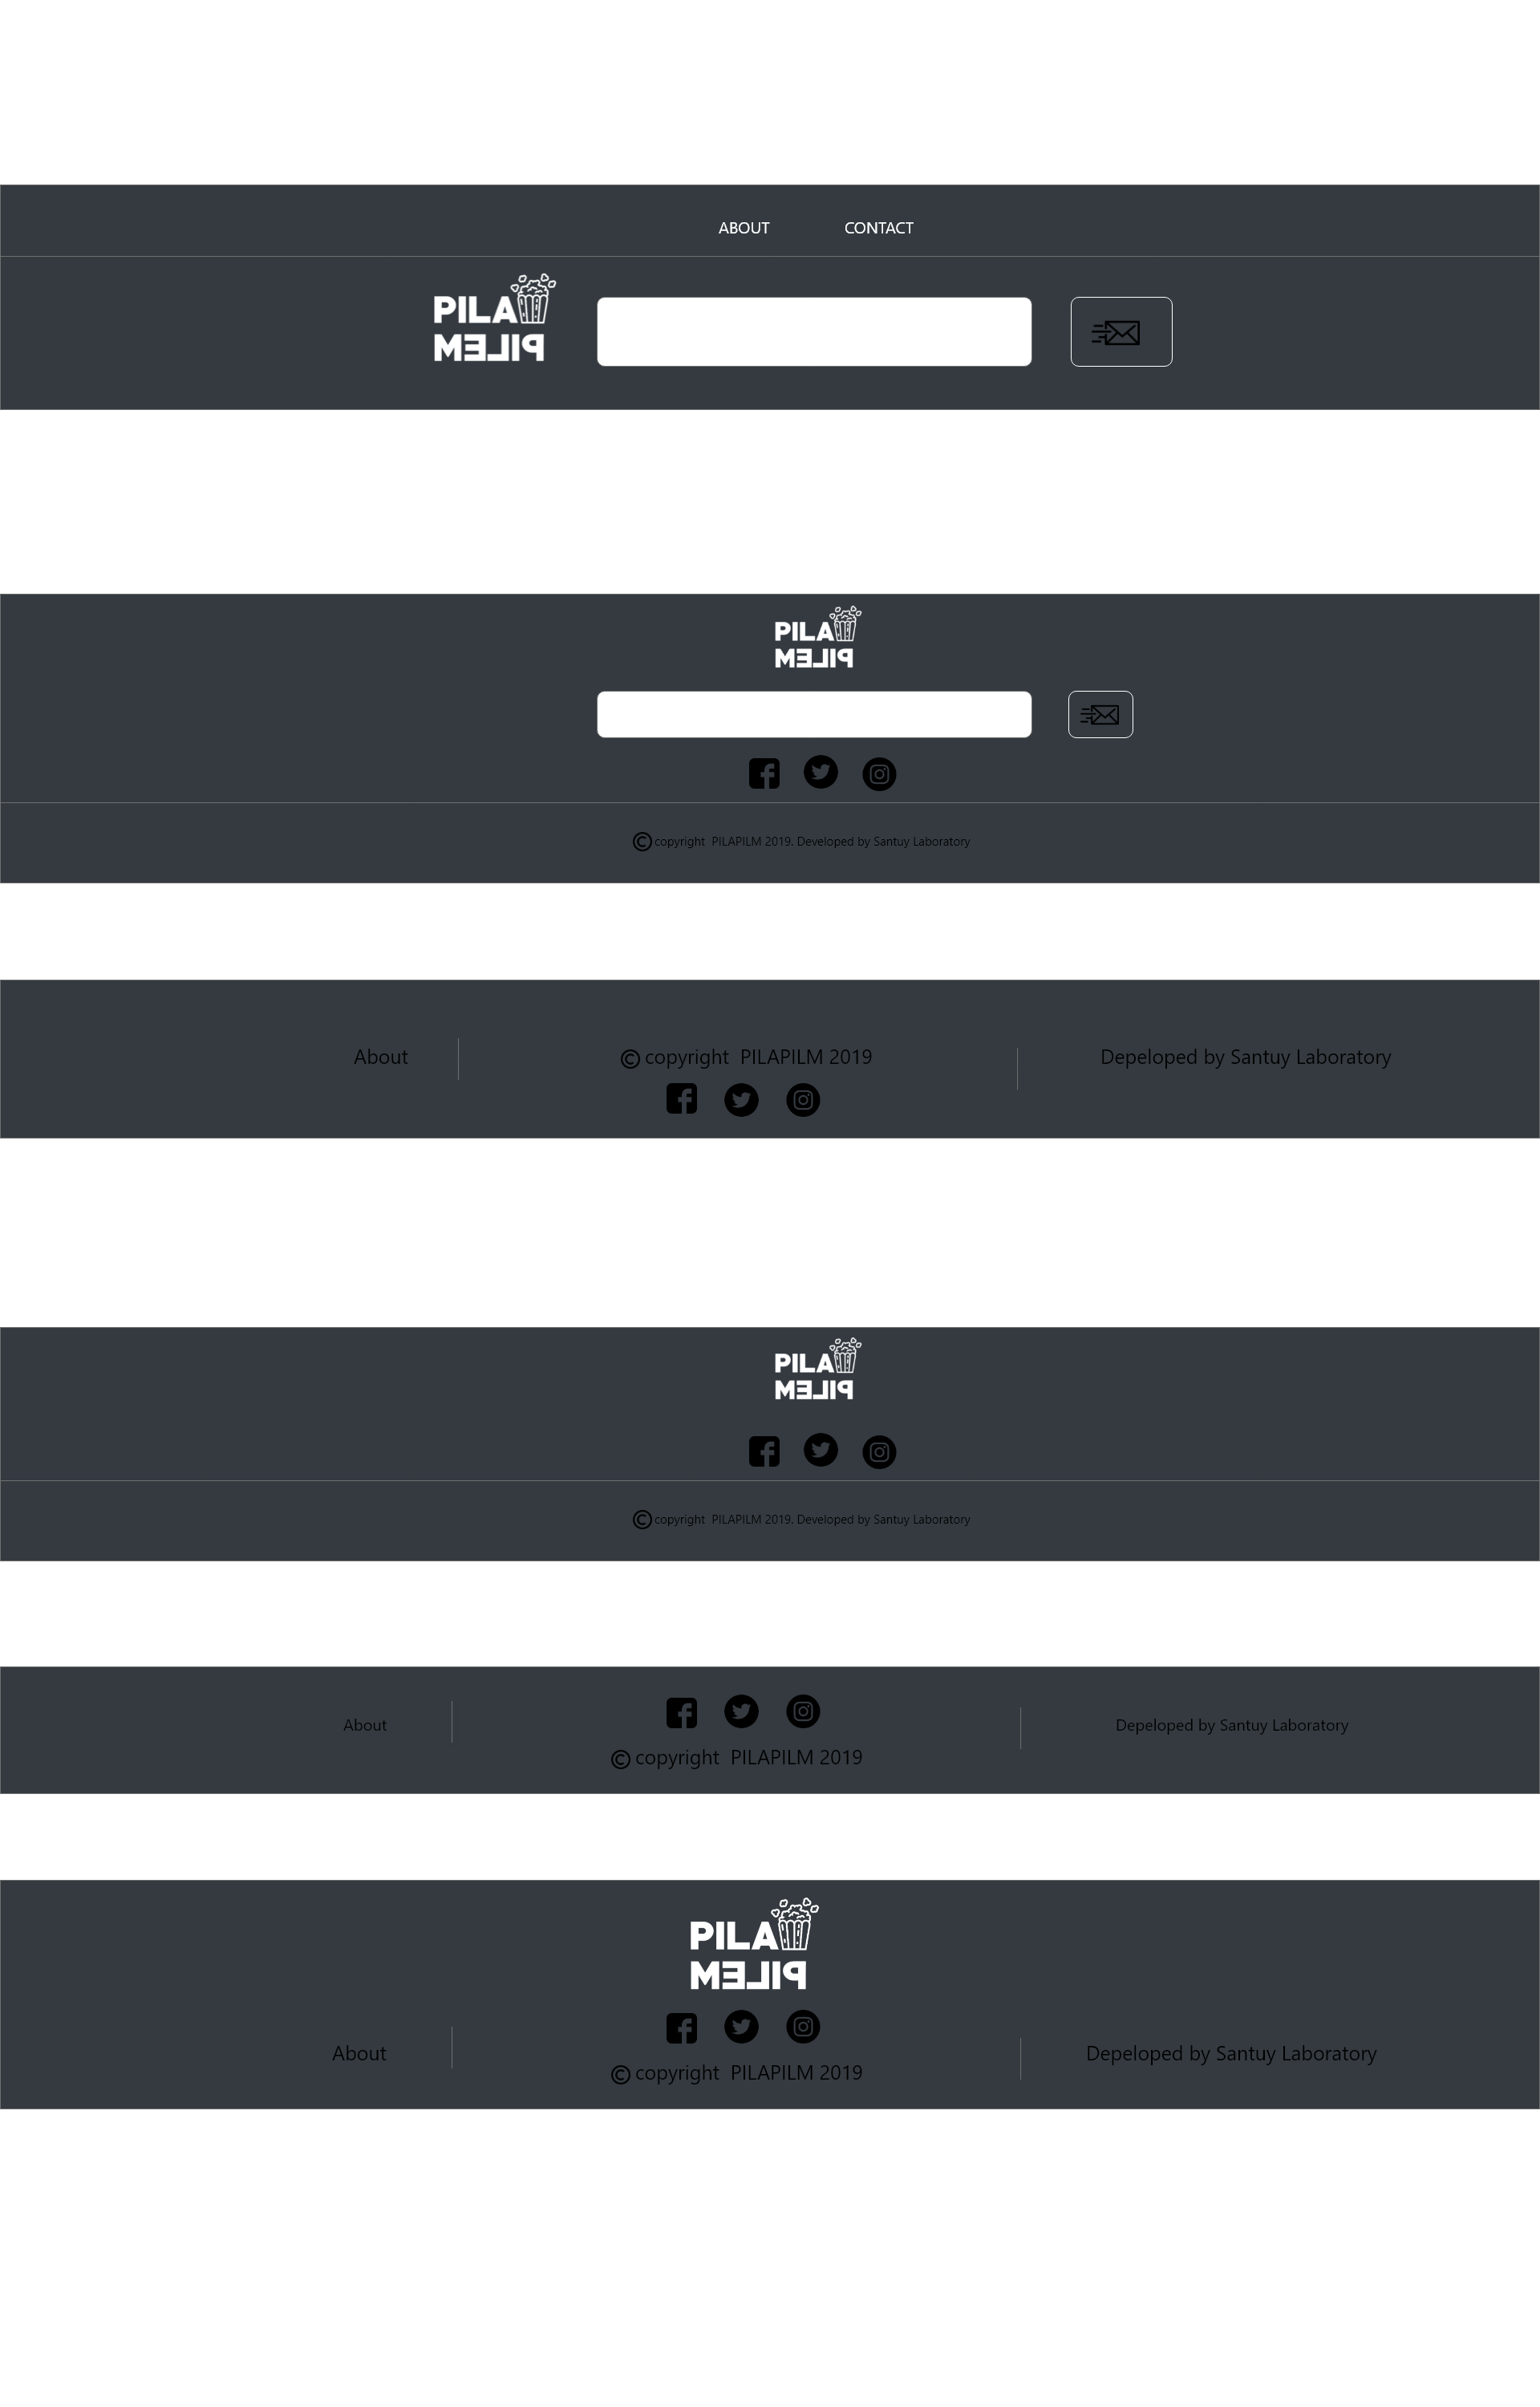 ABOUT CONTACT
PILA
PILEM
PILA
PILEM
© copyright PILAPILM 2019. Developed by Santuy Laboratory
About © copyright PILAPILM 2019 Depeloped by Santuy Laboratory
PILA
PILEM
© copyright PILAPILM 2019. Developed by Santuy Laboratory
About Depeloped by Santuy Laboratory
© copyright PILAPILM 2019
PILA
PILEM
About Depeloped by Santuy Laboratory
© copyright PILAPILM 2019